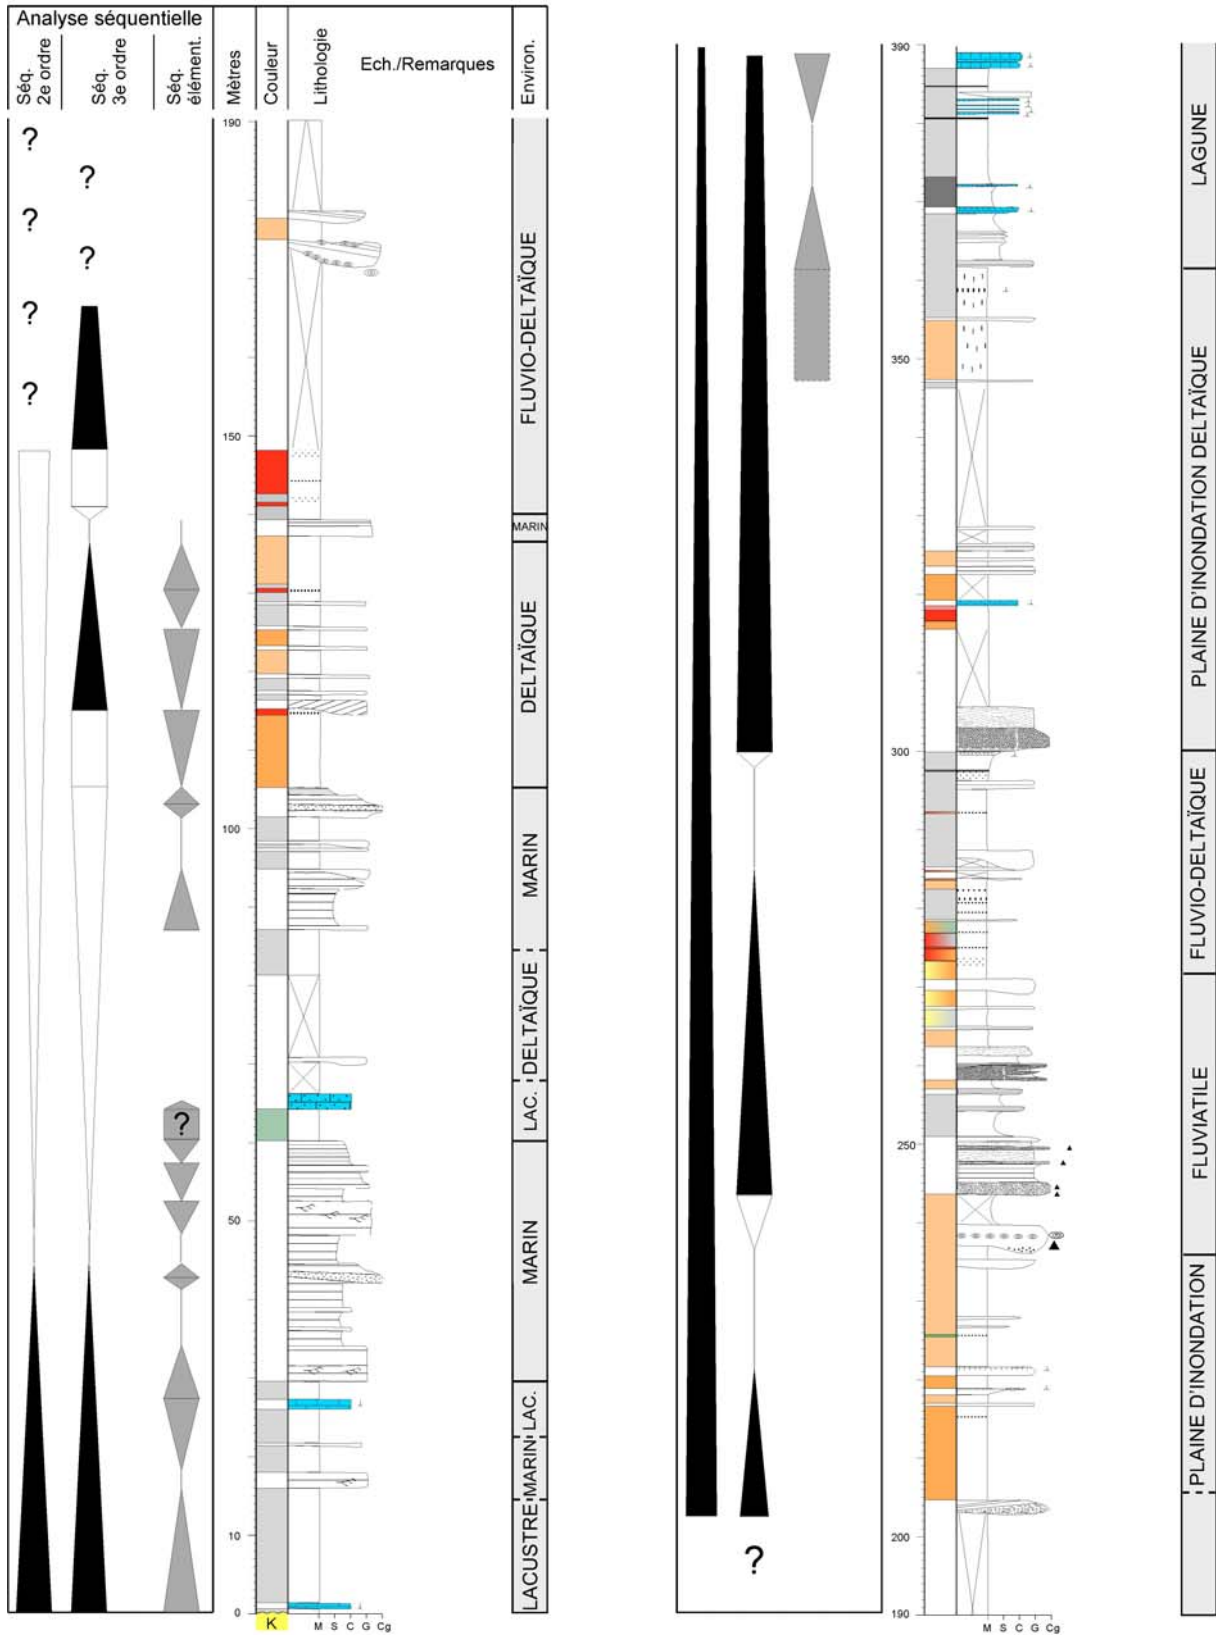 Analyse séquentielle
Séq.
2e ordre
Séq.
3e ordre
Séq.
élément.
Mètres
Couleur
Lithologie
Ech./Remarques
Environ.
?
?
?
?
?
?
?
190
150
100
50
10
0
K
M S C G Cg
FLUVIO-DELTAÏQUE
MARIN
DELTAÏQUE
MARIN
DELTAÏQUE
LAC.
MARIN
LAC.
MARIN
LACUSTRE
?
390
350
300
250
200
190
M S C G Cg
LAGUNE
PLAINE D'INONDATION DELTAÏQUE
FLUVIO-DELTAÏQUE
FLUVIATILE
PLAINE D'INONDATION